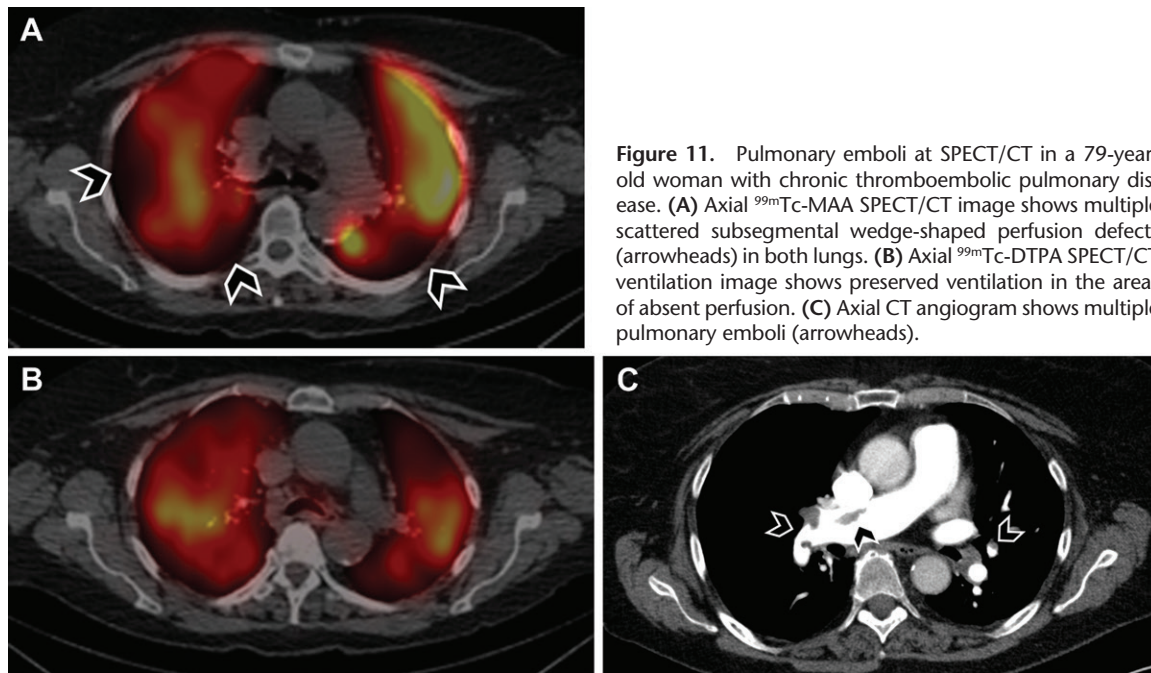 A
Figure 11. Pulmonary emboli at SPECT/CT in a 79-year
old woman with chronic thromboembolic pulmonary dis
ease. (A) Axial ⁹⁹ᵐTc-MAA SPECT/CT image shows multiple
scattered subsegmental wedge-shaped perfusion defect
(arrowheads) in both lungs. (B) Axial ⁹⁹ᵐTc-DTPA SPECT/CT
ventilation image shows preserved ventilation in the area
of absent perfusion. (C) Axial CT angiogram shows multiple
pulmonary emboli (arrowheads).
B
C